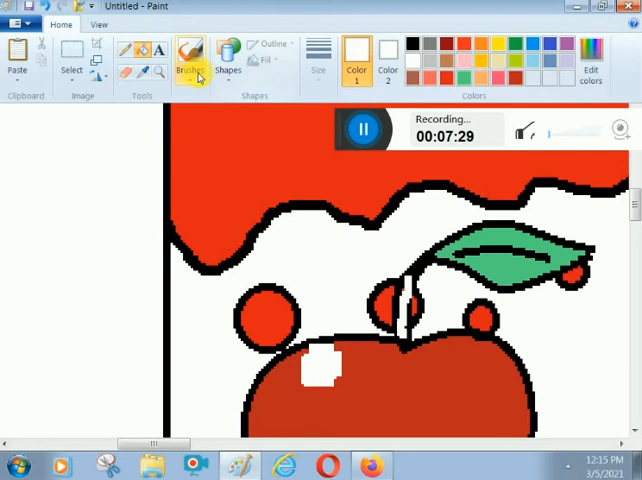 Untitled - Paint
Home View
Paste
Select
A
Brushes
Shapes
Outline
Fill
Size
Color
1
Color
2
Edit
colors
Clipboard Image Tools Shapes Colors
Recording...
00:07:29
12:15 PM
3/5/2021